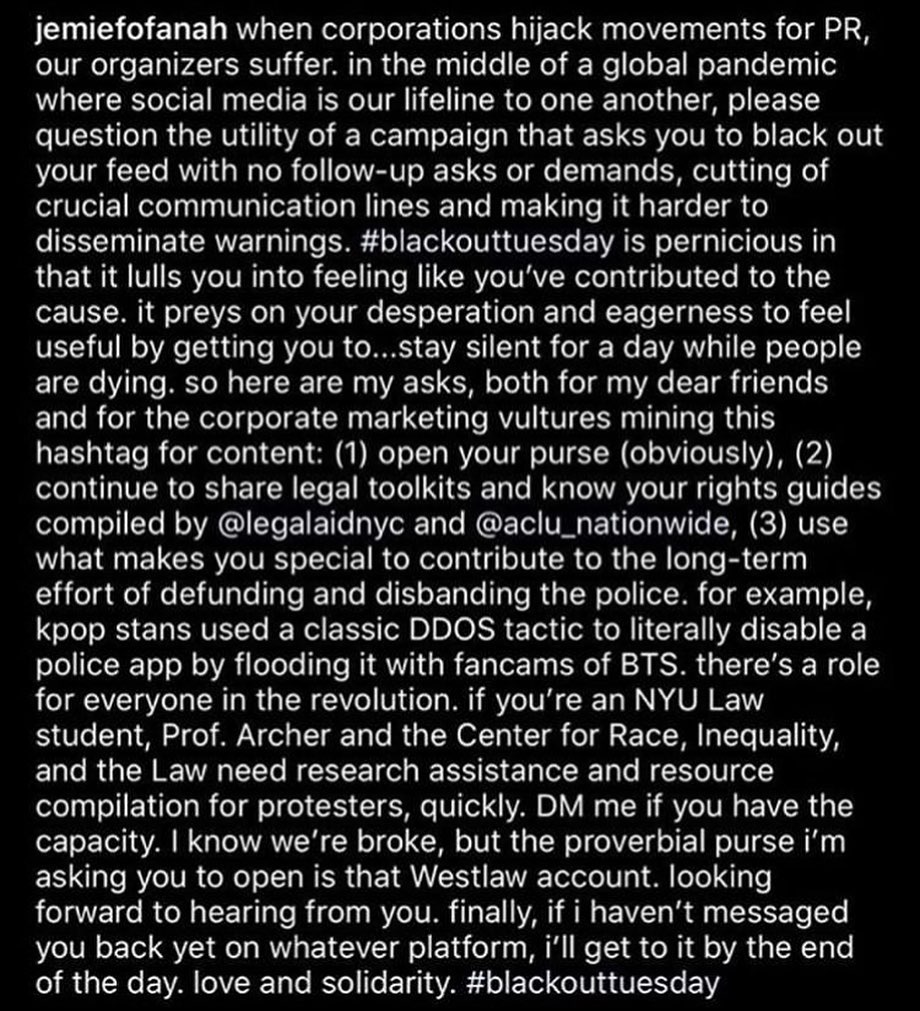 jemiefofanah when corporations hijack movements for PR,
our organizers suffer. in the middle of a global pandemic
where social media is our lifeline to one another, please
question the utility of a campaign that asks you to black out
your feed with no follow-up asks or demands, cutting of
crucial communication lines and making it harder to
disseminate warnings. #blackouttuesday is pernicious in
that it lulls you into feeling like you’ve contributed to the
cause. it preys on your desperation and eagerness to feel
useful by getting you to...stay silent for a day while people
are dying. so here are my asks, both for my dear friends
and for the corporate marketing vultures mining this
hashtag for content: (1) open your purse (obviously), (2)
continue to share legal toolkits and know your rights guides
compiled by @legalaidnyc and @aclu_nationwide, (3) use
what makes you special to contribute to the long-term
effort of defunding and disbanding the police. for example,
kpop stans used a classic DDOS tactic to literally disable a
police app by flooding it with fancams of BTS. there’s a role
for everyone in the revolution. if you’re an NYU Law
student, Prof. Archer and the Center for Race, Inequality,
and the Law need research assistance and resource
compilation for protesters, quickly. DM me if you have the
capacity. I know we’re broke, but the proverbial purse i’m
asking you to open is that Westlaw account. looking
forward to hearing from you. finally, if i haven’t messaged
you back yet on whatever platform, i’ll get to it by the end
of the day. love and solidarity. #blackouttuesday